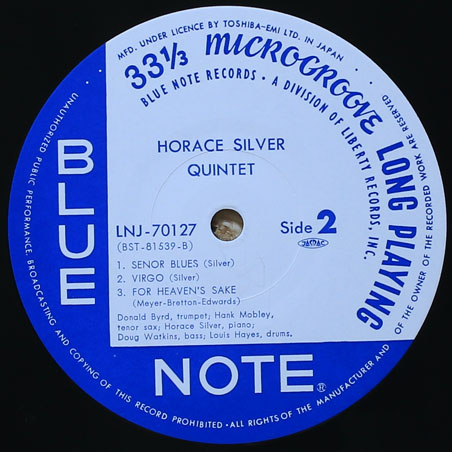 MFD. UNDER LICENCE BY TOSHIBA-EMI LTD. IN JAPAN
33⅓ MICROGROOVE LONG PLAYING
BLUE NOTE RECORDS • A DIVISION OF LIBERTY RECORDS, INC.
HORACE SILVER
QUINTET
LNJ-70127
(BST-81539-B)
Side 2
JASRAC
1. SENOR BLUES (Silver)
2. VIRGO (Silver)
3. FOR HEAVEN'S SAKE
(Meyer-Bretton-Edwards)
Donald Byrd, trumpet; Hank Mobley,
tenor sax; Horace Silver, piano;
Doug Watkins, bass; Louis Hayes, drums.
BLUE
NOTE®
UNAUTHORIZED PUBLIC PERFORMANCE, BROADCASTING AND COPYING OF THIS RECORD PROHIBITED • ALL RIGHTS OF THE MANUFACTURER AND OF THE OWNER OF THE RECORDED WORK ARE RESERVED